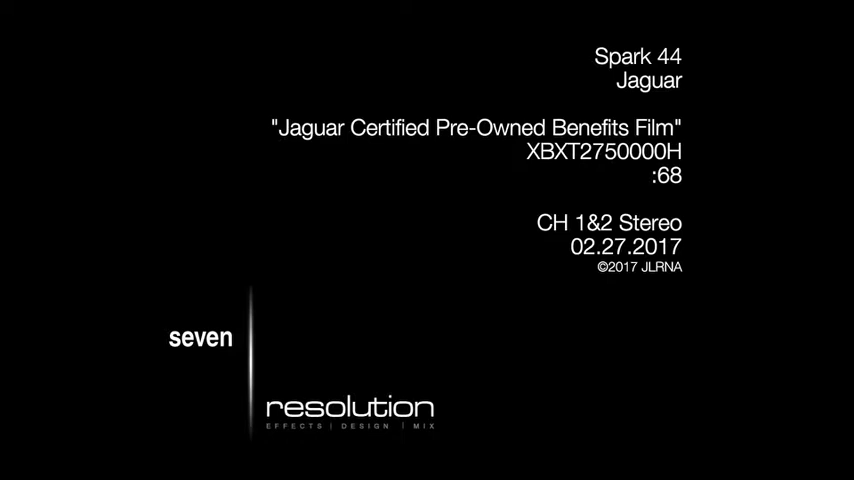 Spark 44
Jaguar
"Jaguar Certified Pre-Owned Benefits Film"
XBXT2750000H
:68
CH 1&2 Stereo
02.27.2017
©2017 JLRNA
seven
resolution
EFFECTS | DESIGN | MIX